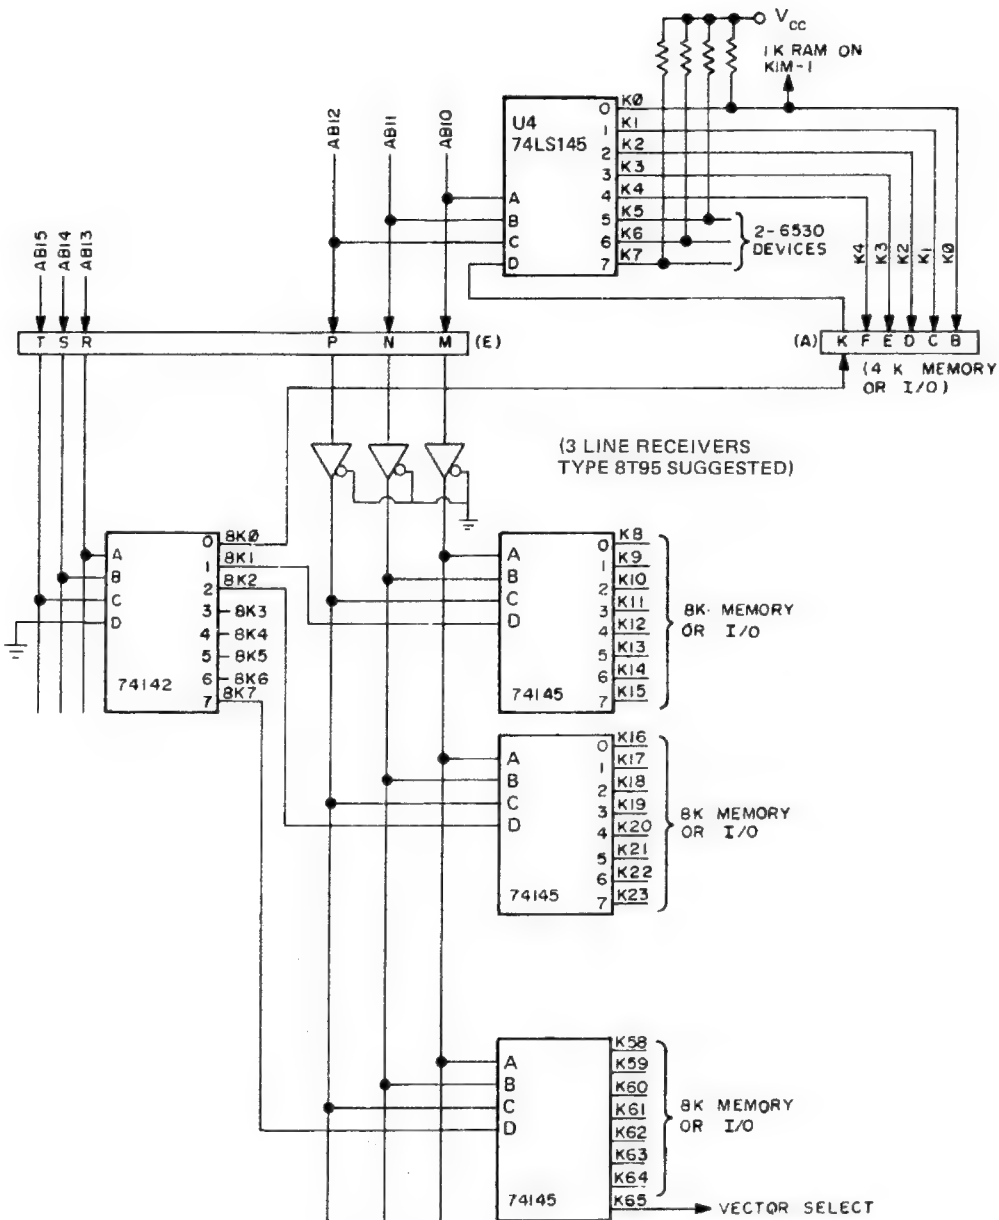 VCC
1K RAM ON
KIM-1
AB12
AB11
AB10
U4
74LS145
A
B
C
D
0
1
2
3
4
5
6
7
KØ
K1
K2
K3
K4
K5
K6
K7
2-6530
DEVICES
K4
K3
K2
K1
KØ
AB15
AB14
AB13
T S R P N M (E)
(A) K F E D C B
(4 K MEMORY
OR I/O)
(3 LINE RECEIVERS
TYPE 8T95 SUGGESTED)
A
B
C
D
74142
0
1
2
3
4
5
6
7
8KØ
8K1
8K2
8K3
8K4
8K5
8K6
8K7
A
B
C
D
74145
0
1
2
3
4
5
6
7
K8
K9
K10
K11
K12
K13
K14
K15
8K MEMORY
OR I/O
A
B
C
D
74145
0
1
2
3
4
5
6
7
K16
K17
K18
K19
K20
K21
K22
K23
8K MEMORY
OR I/O
A
B
C
D
74145
K58
K59
K60
K61
K62
K63
K64
K65
8K MEMORY
OR I/O
VECTOR SELECT